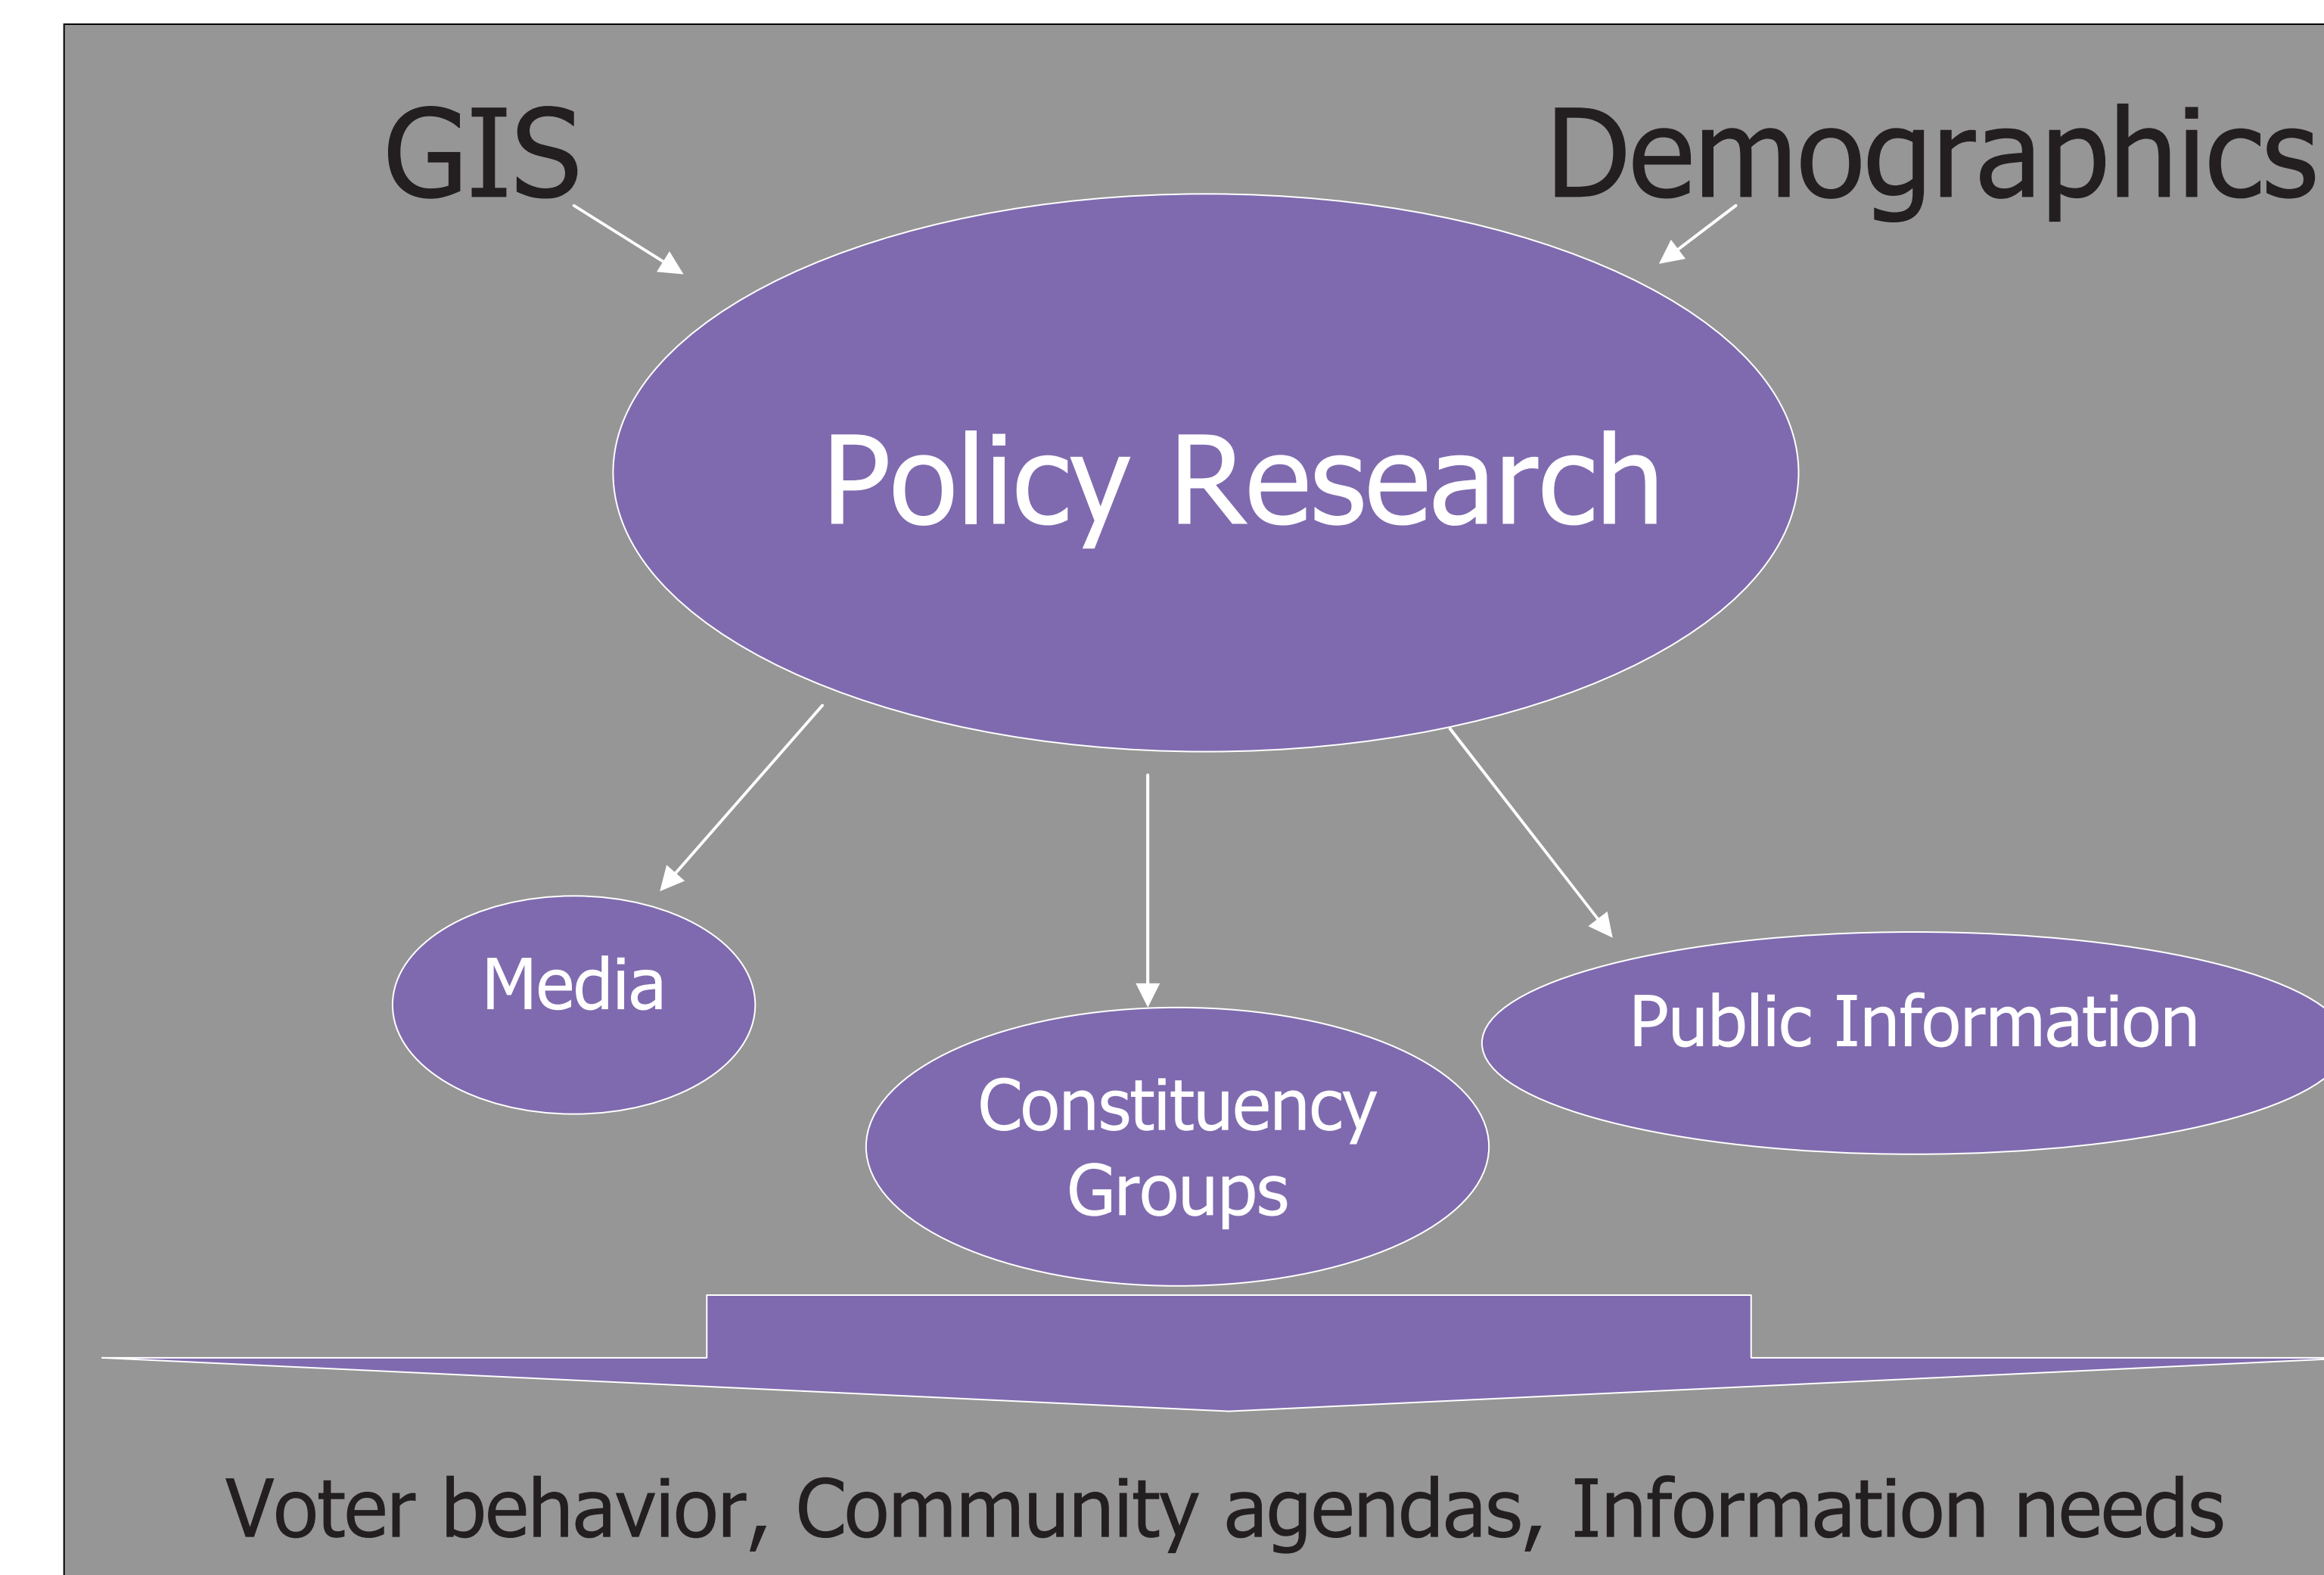 GIS
Demographics
Policy Research
Media
Public Information
Constituency
Groups
Voter behavior, Community agendas, Information needs